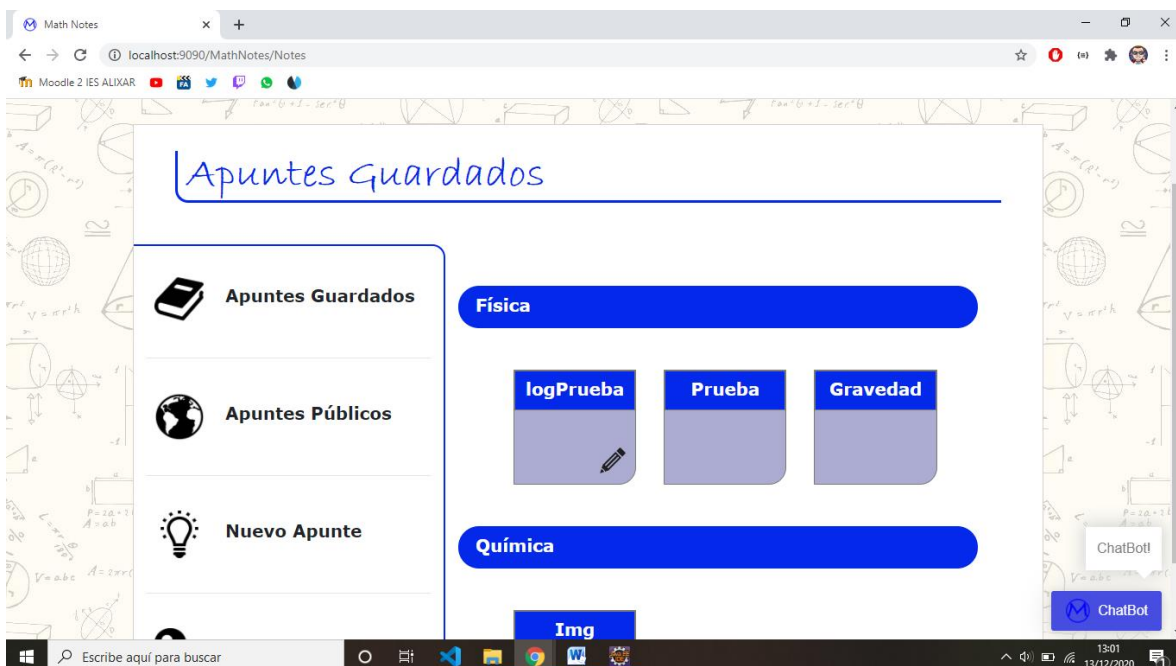 Math Notes
localhost:9090/MathNotes/Notes
Moodle 2 IES ALIXAR
Apuntes Guardados
Apuntes Guardados
Apuntes Públicos
Nuevo Apunte
Física
logPrueba Prueba Gravedad
Química
Img
ChatBot!
ChatBot
Escribe aquí para buscar
13:01
13/12/2020